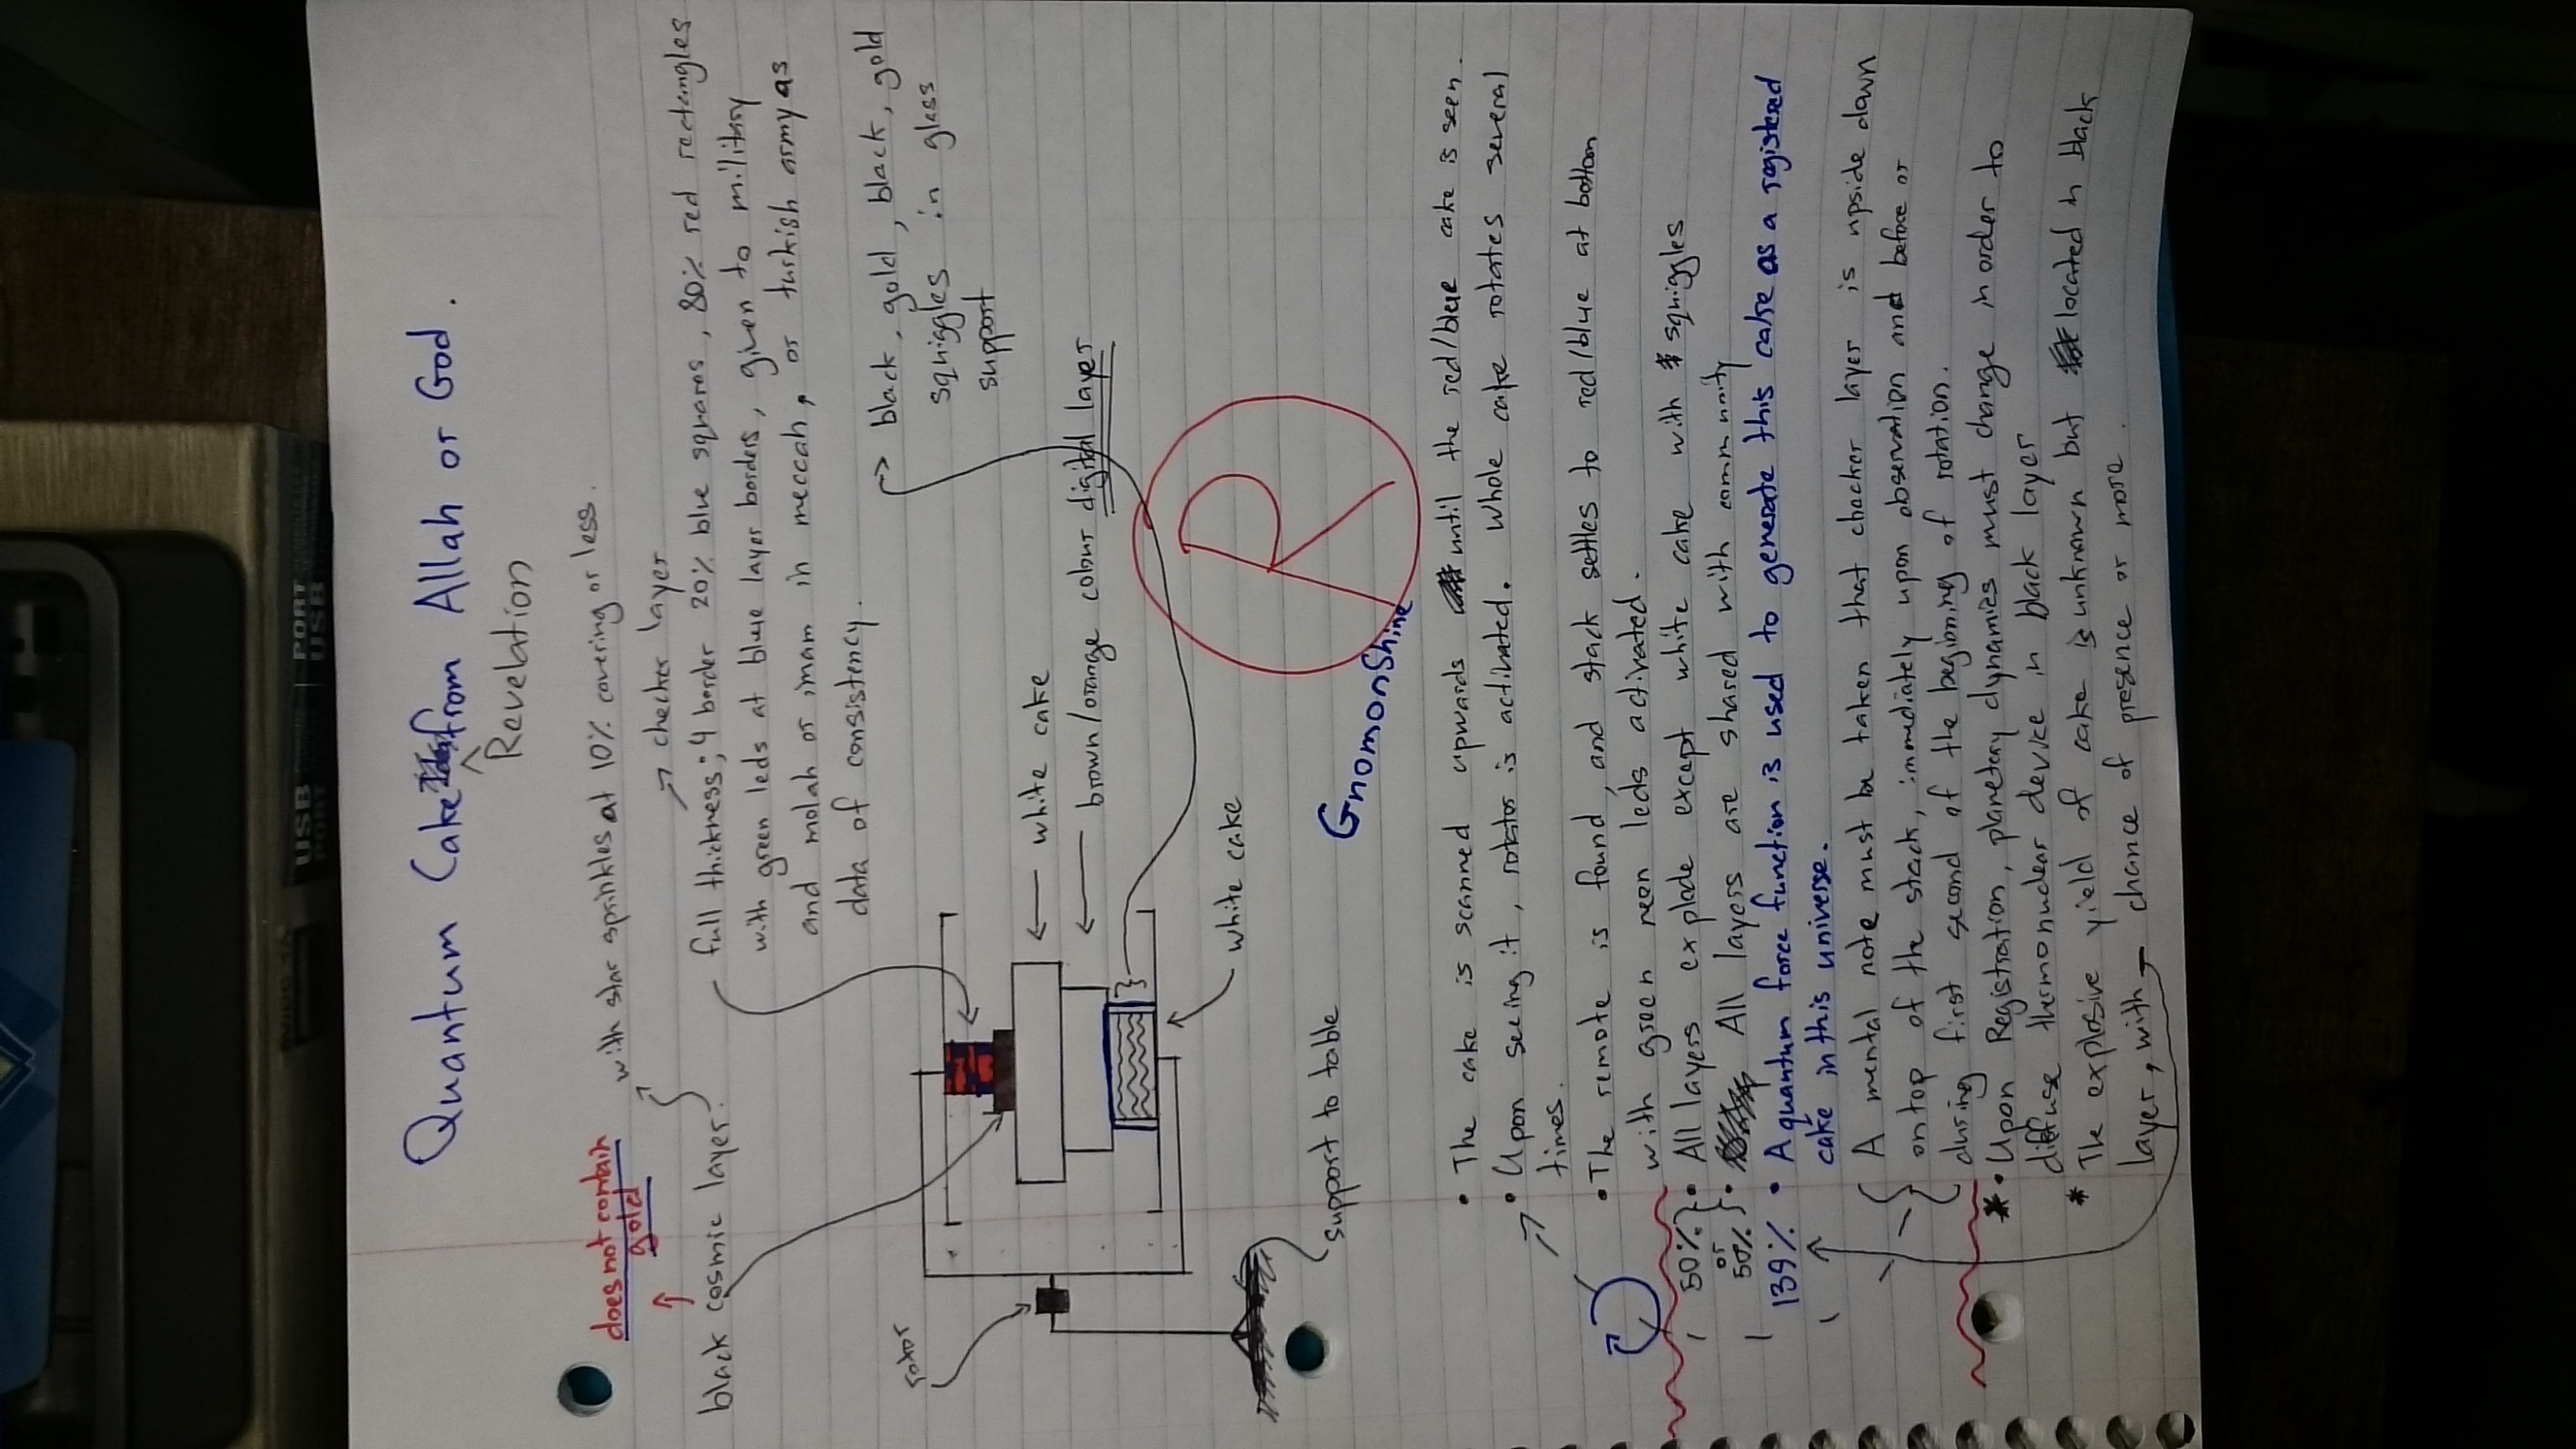 USB
PORT
PORT
USB
Quantum Cake from Allah or God.
Revelation
does not contain
gold
with star sprinkles at 10% covering or less.
checker layer
black cosmic layer.
full thickness; 4 border 20% blue squares, 80% red rectangles
with green leds at blue layer borders, given to military
and molah or imam in meccah, or turkish army as
data of consistency.
black, gold, black, gold
squiggles in glass
support
rotor
white cake
brown/orange colour digital layer
white cake
support to table
R
GnomonShine
• The cake is scanned upwards until the red/blue cake is seen.
• Upon seeing it, rotator is activated. Whole cake rotates several
times.
• The remote is found, and stack settles to red/blue at bottom
with green neen leds activated.
50% • All layers explode except white cake with squiggles
or
50% • All layers are shared with community
139% • A quantum force function is used to generate this cake as a registered
cake in this universe.
A mental note must be taken that checker layer is upside down
on top of the stack, immediately upon observation and before or
during first second of the beginning of rotation.
* • Upon Registration, planetary dynamics must change in order to
diffuse thermonuclear device in black layer
* The explosive yield of cake is unknown but located in black
layer, with chance of presence or more.